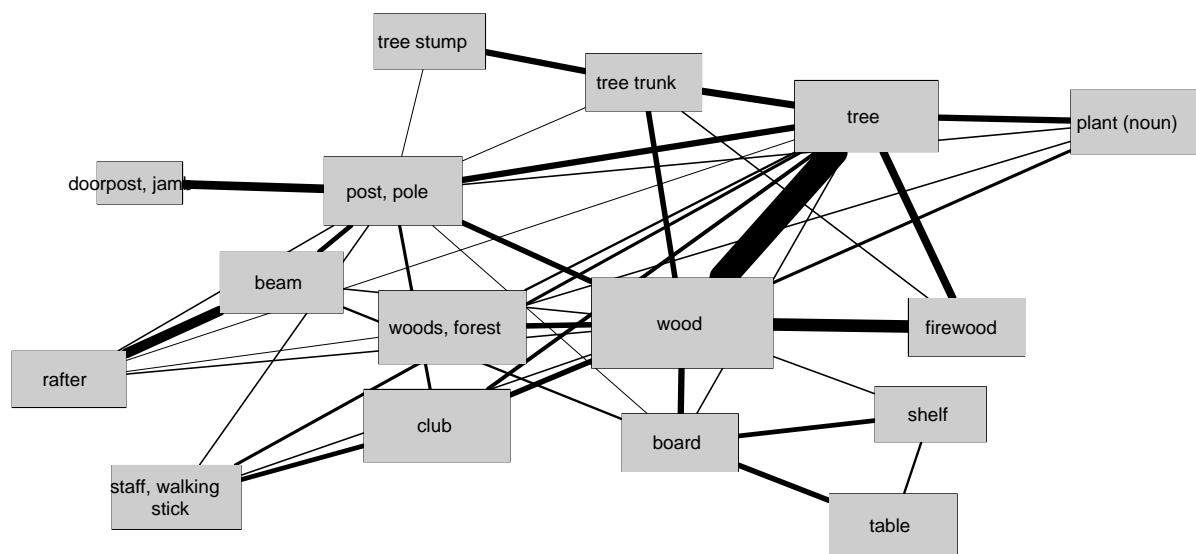 tree stump
tree trunk
tree
plant (noun)
doorpost, jamb
post, pole
beam
woods, forest
wood
firewood
rafter
club
board
shelf
staff, walking
stick
table